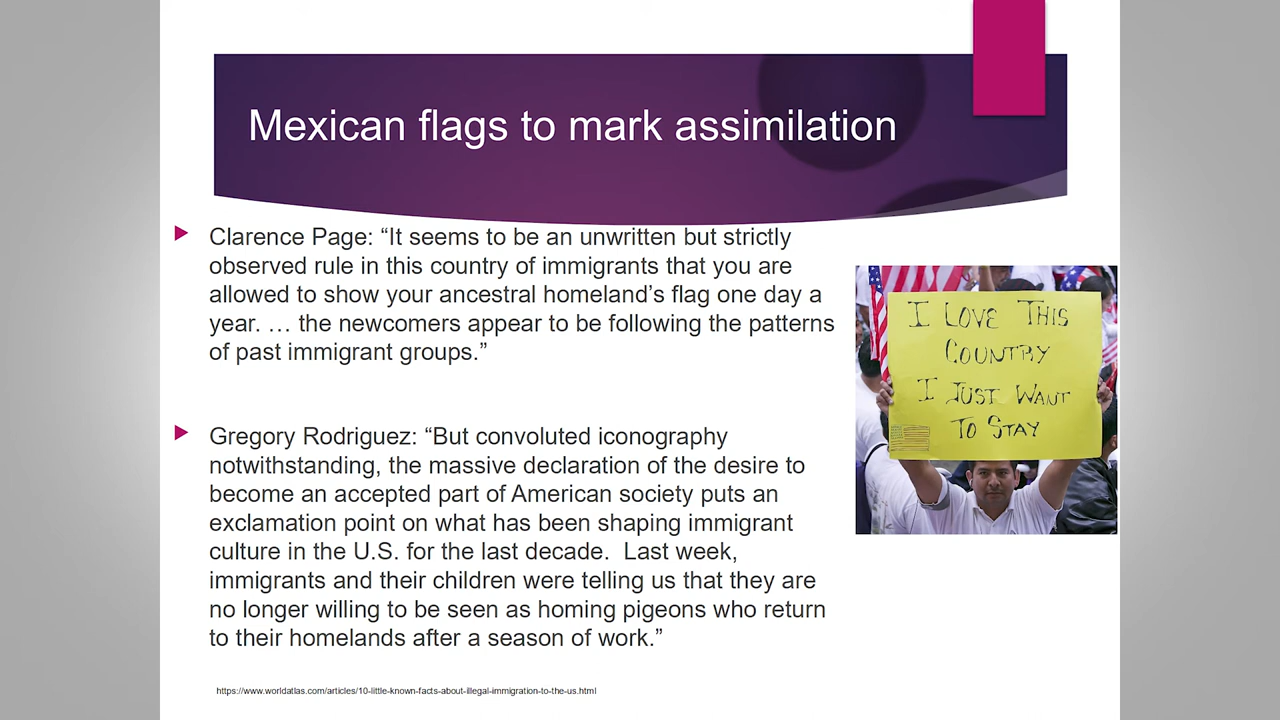 Mexican flags to mark assimilation
Clarence Page: “It seems to be an unwritten but strictly
observed rule in this country of immigrants that you are
allowed to show your ancestral homeland’s flag one day a
year. … the newcomers appear to be following the patterns
of past immigrant groups.”
I LOVE THIS
COUNTRY
I JUST WANT
TO STAY
Gregory Rodriguez: “But convoluted iconography
notwithstanding, the massive declaration of the desire to
become an accepted part of American society puts an
exclamation point on what has been shaping immigrant
culture in the U.S. for the last decade.  Last week,
immigrants and their children were telling us that they are
no longer willing to be seen as homing pigeons who return
to their homelands after a season of work.”
https://www.worldatlas.com/articles/10-little-known-facts-about-illegal-immigration-to-the-us.html